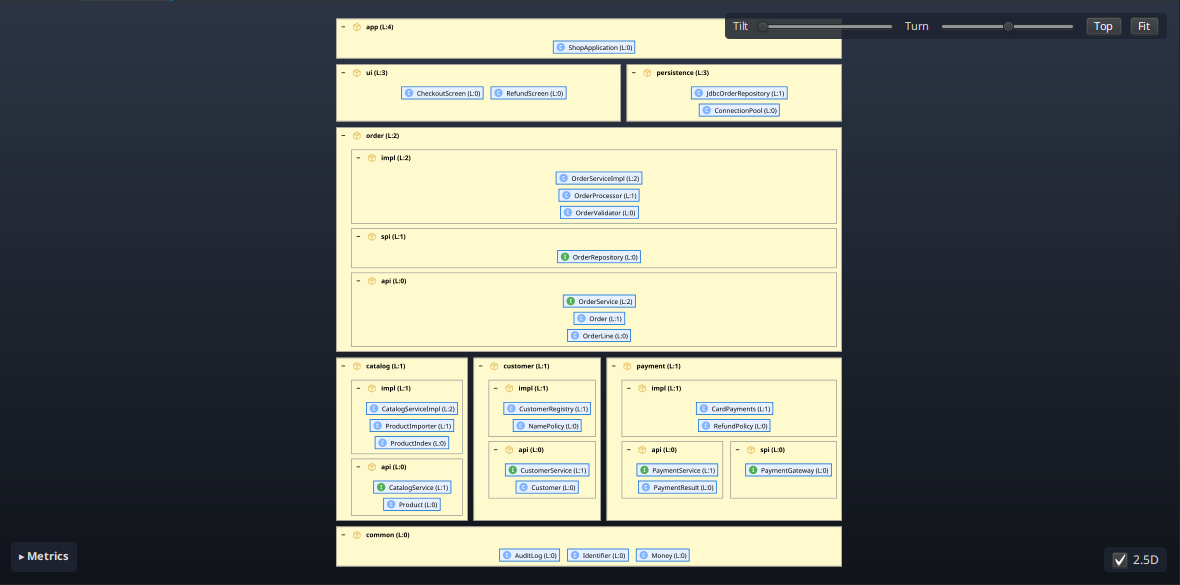 Tilt Turn Top Fit
− app (L:4)
C ShopApplication (L:0)
− ui (L:3)
C CheckoutScreen (L:0) C RefundScreen (L:0)
− persistence (L:3)
C JdbcOrderRepository (L:1)
C ConnectionPool (L:0)
− order (L:2)
− impl (L:2)
C OrderServiceImpl (L:2)
C OrderProcessor (L:1)
C OrderValidator (L:0)
− spi (L:1)
I OrderRepository (L:0)
− api (L:0)
I OrderService (L:2)
C Order (L:1)
C OrderLine (L:0)
− catalog (L:1)
− impl (L:1)
C CatalogServiceImpl (L:2)
C ProductImporter (L:1)
C ProductIndex (L:0)
− api (L:0)
I CatalogService (L:1)
C Product (L:0)
− customer (L:1)
− impl (L:1)
C CustomerRegistry (L:1)
C NamePolicy (L:0)
− api (L:0)
I CustomerService (L:1)
C Customer (L:0)
− payment (L:1)
− impl (L:1)
C CardPayments (L:1)
C RefundPolicy (L:0)
− api (L:0)
I PaymentService (L:1)
C PaymentResult (L:0)
− spi (L:0)
I PaymentGateway (L:0)
− common (L:0)
C AuditLog (L:0) C Identifier (L:0) C Money (L:0)
▸ Metrics
2.5D